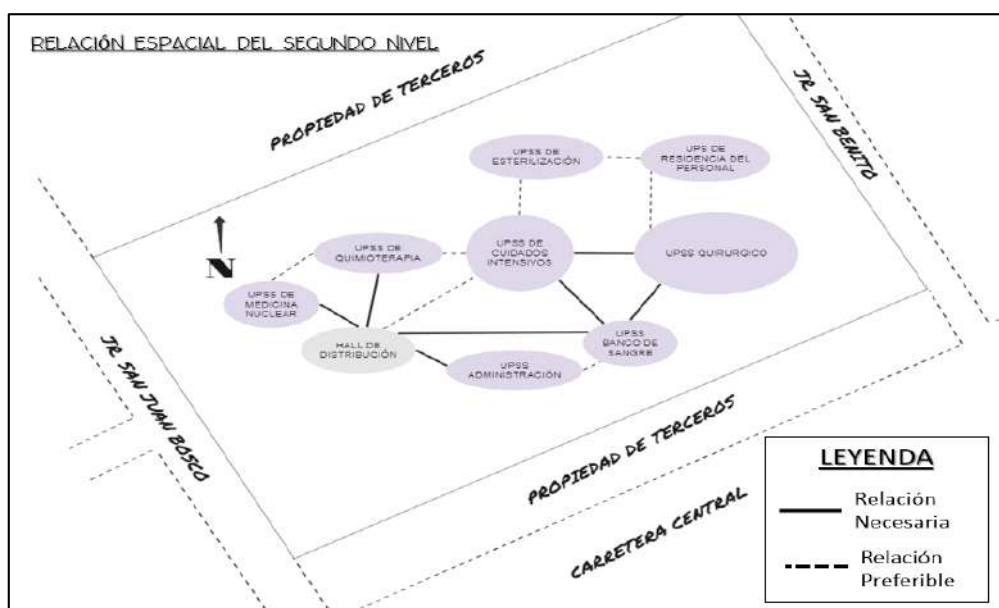 RELACIÓN ESPACIAL DEL SEGUNDO NIVEL
PROPIEDAD DE TERCEROS
JR. SAN BENITO
UPSS DE
ESTERILIZACIÓN
UPS DE
RESIDENCIA DEL
PERSONAL
UPSS DE
QUIMIOTERAPIA
UPSS DE
CUIDADOS
INTENSIVOS
UPSS QUIRURGICO
N
UPSS DE
MEDICINA
NUCLEAR
HALL DE
DISTRIBUCIÓN
UPSS
BANCO DE
SANGRE
UPSS
ADMINISTRACIÓN
JR. SAN JUAN BOSCO
PROPIEDAD DE TERCEROS
CARRETERA CENTRAL
LEYENDA
Relación
Necesaria
Relación
Preferible